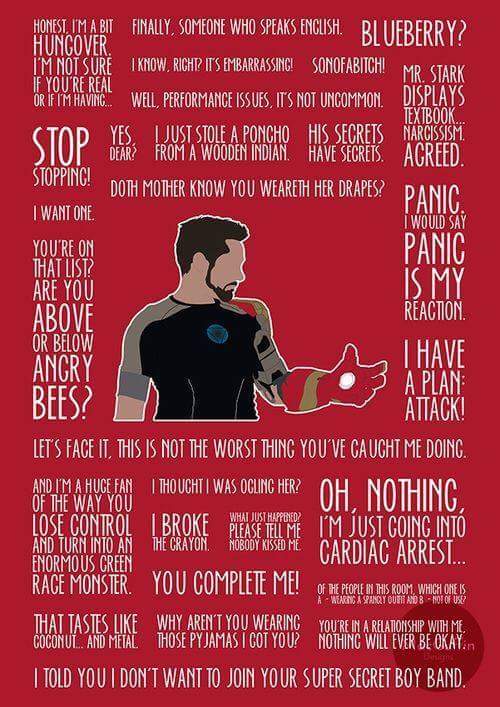 HONEST, I'M A BIT
HUNGOVER.
I'M NOT SURE
IF YOU'RE REAL
OR IF I'M HAVING...
FINALLY, SOMEONE WHO SPEAKS ENGLISH.
BLUEBERRY?
I KNOW, RIGHT? IT'S EMBARRASSING!
SONOFABITCH!
WELL, PERFORMANCE ISSUES, IT'S NOT UNCOMMON.
MR. STARK
DISPLAYS
TEXTBOOK...
NARCISSISM.
AGREED.
STOP
STOPPING!
YES,
DEAR?
I JUST STOLE A PONCHO
FROM A WOODEN INDIAN.
HIS SECRETS
HAVE SECRETS.
DOTH MOTHER KNOW YOU WEARETH HER DRAPES?
I WANT ONE.
PANIC.
I WOULD SAY
PANIC
IS MY
REACTION.
YOU'RE ON
THAT LIST?
ARE YOU
ABOVE
OR BELOW
ANGRY
BEES?
I HAVE
A PLAN:
ATTACK!
LET'S FACE IT, THIS IS NOT THE WORST THING YOU'VE CAUGHT ME DOING.
AND I'M A HUGE FAN
OF THE WAY YOU
LOSE CONTROL
AND TURN INTO AN
ENORMOUS GREEN
RAGE MONSTER.
I THOUGHT I WAS OGLING HER?
OH, NOTHING,
I'M JUST GOING INTO
CARDIAC ARREST...
I BROKE
THE CRAYON.
WHAT JUST HAPPENED?
PLEASE TELL ME
NOBODY KISSED ME.
YOU COMPLETE ME!
OF THE PEOPLE IN THIS ROOM, WHICH ONE IS
A - WEARING A SPANGLY OUTFIT AND B - NOT OF USE?
THAT TASTES LIKE
COCONUT... AND METAL.
WHY AREN'T YOU WEARING
THOSE PYJAMAS I GOT YOU?
YOU'RE IN A RELATIONSHIP WITH ME,
NOTHING WILL EVER BE OKAY.
Designs
I TOLD YOU I DON'T WANT TO JOIN YOUR SUPER SECRET BOY BAND.